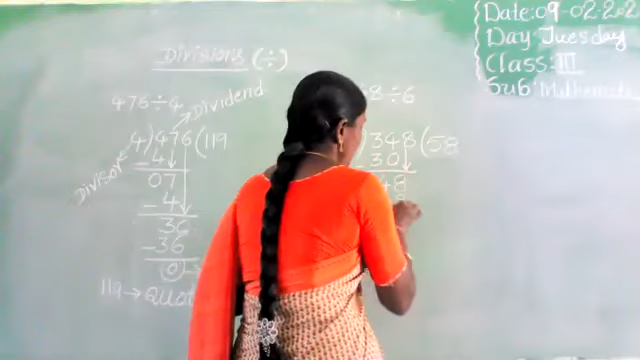 Date:09-02-202
Day:Tuesday
Class:III
Sub:Mathemati
Divisions (÷)
476÷4
Dividend
8÷6
4)476(119
)348(58
Divisor
-4
-30
07
48
-4
36
-36
0
119→Quot